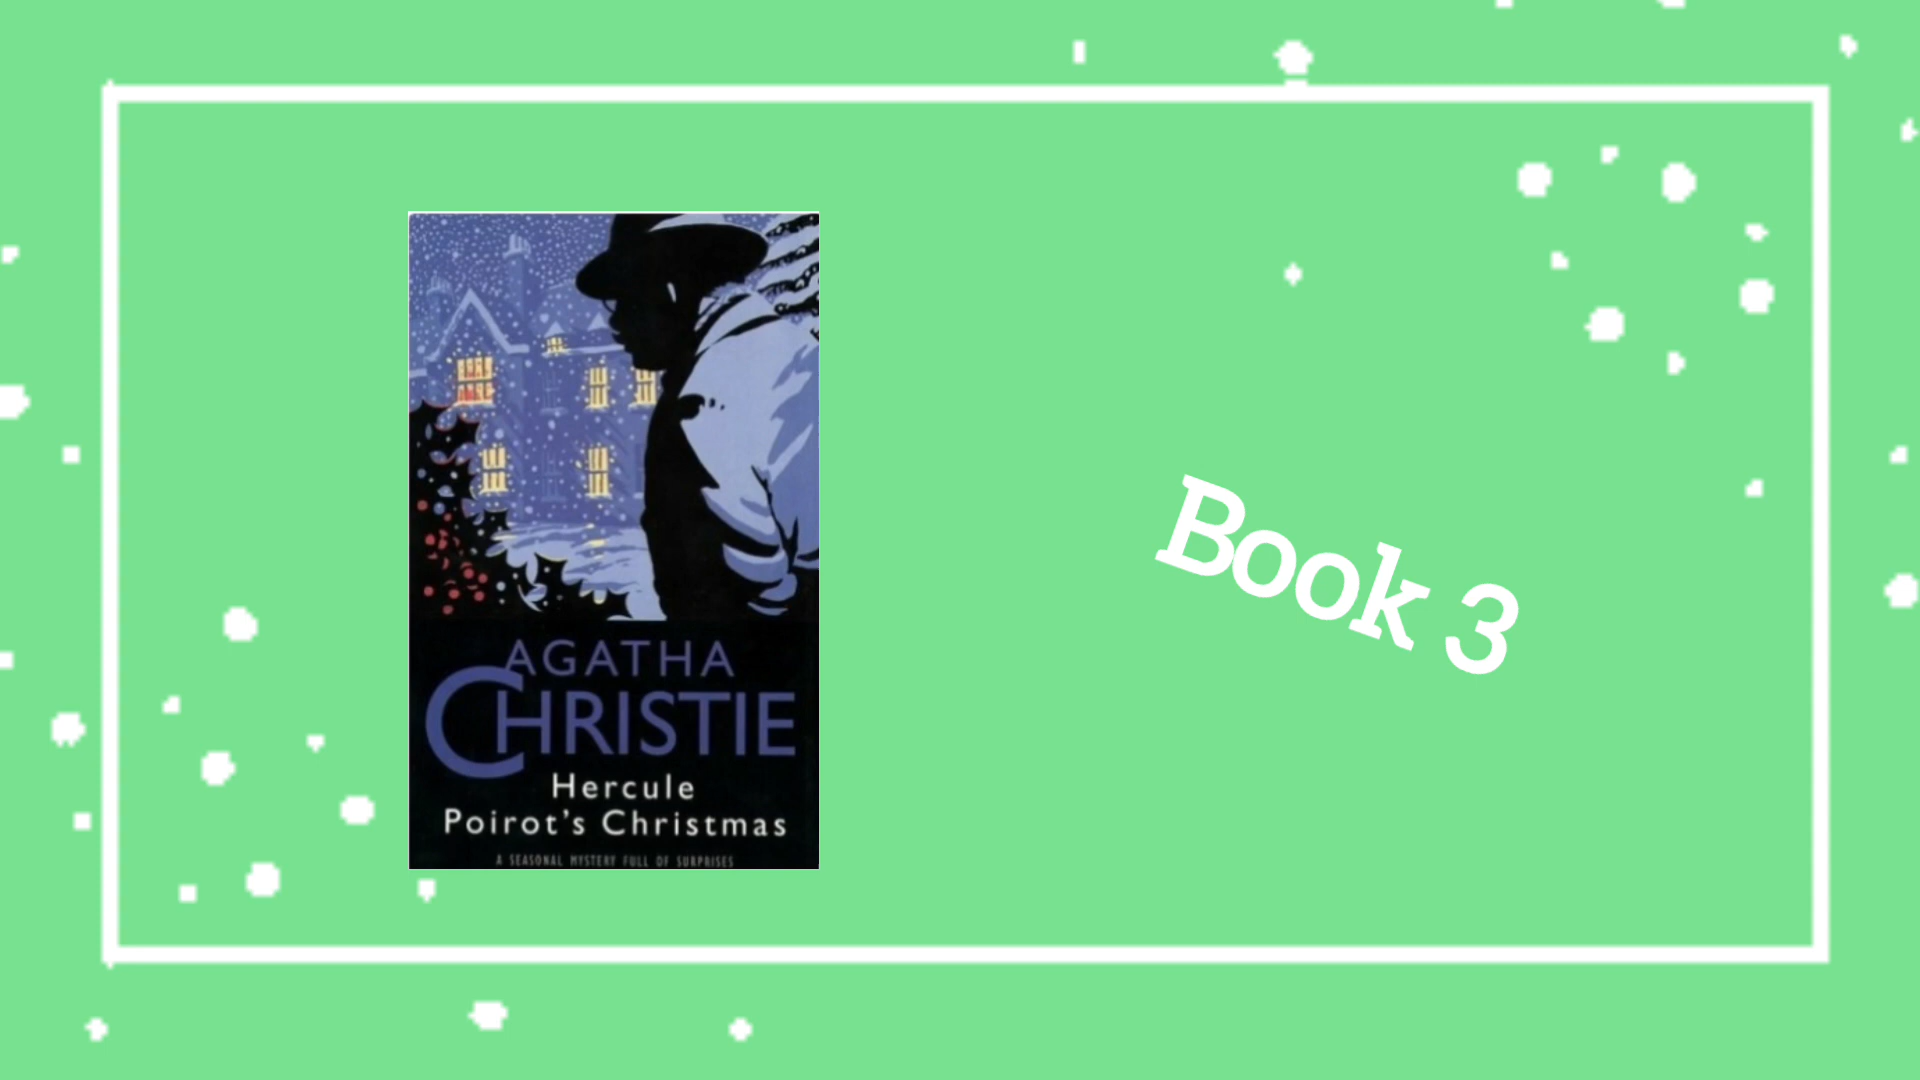 AGATHA
CHRISTIE
Hercule
Poirot's Christmas
A SEASONAL MYSTERY FULL OF SURPRISES
Book 3